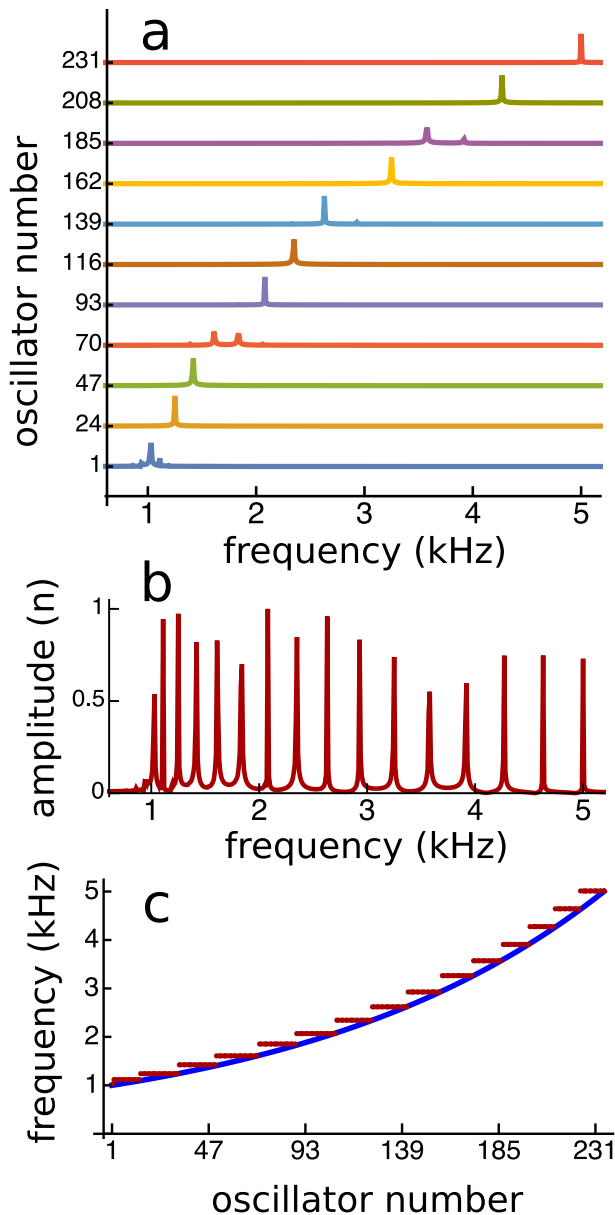 a
231
208
185
162
139
116
93
70
47
24
1
oscillator number
1 2 3 4 5
frequency (kHz)
b
1
0.5
0
amplitude (n)
1 2 3 4 5
frequency (kHz)
c
5
4
3
2
1
frequency (kHz)
1 47 93 139 185 231
oscillator number